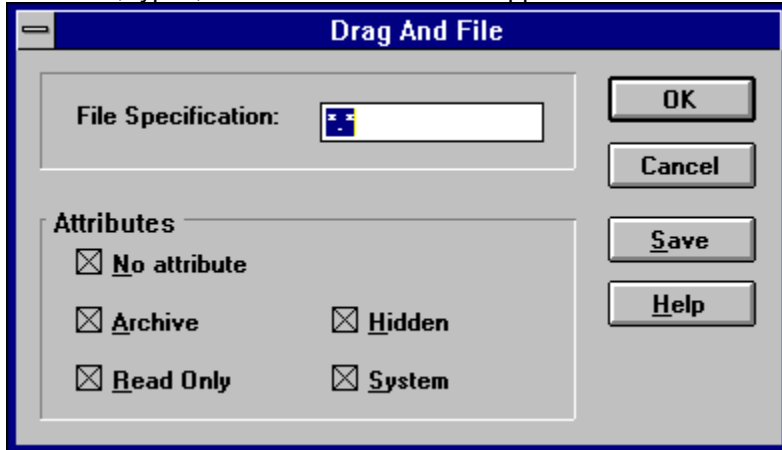 Drag And File
File Specification: *.*
OK
Cancel
Attributes
Save
No attribute
Help
Archive
Hidden
Read Only
System